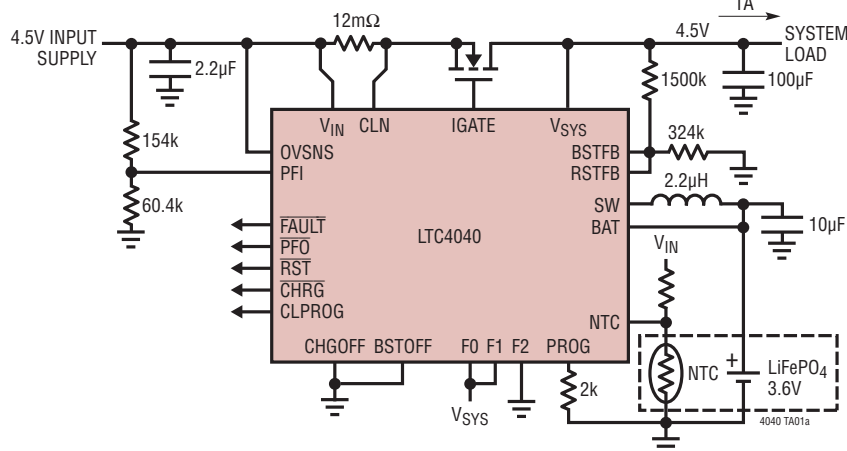 1A
4.5V INPUT
SUPPLY
12mΩ
4.5V
SYSTEM
LOAD
2.2µF
1500k
100µF
VIN CLN IGATE VSYS
154k
OVSNS
BSTFB
324k
PFI
RSTFB
60.4k
2.2µH
SW
FAULT
BAT
10µF
LTC4040
PFO
VIN
RST
CHRG
CLPROG
NTC
CHGOFF BSTOFF F0 F1 F2 PROG
NTC
+
LiFePO4
3.6V
2k
VSYS
4040 TA01a